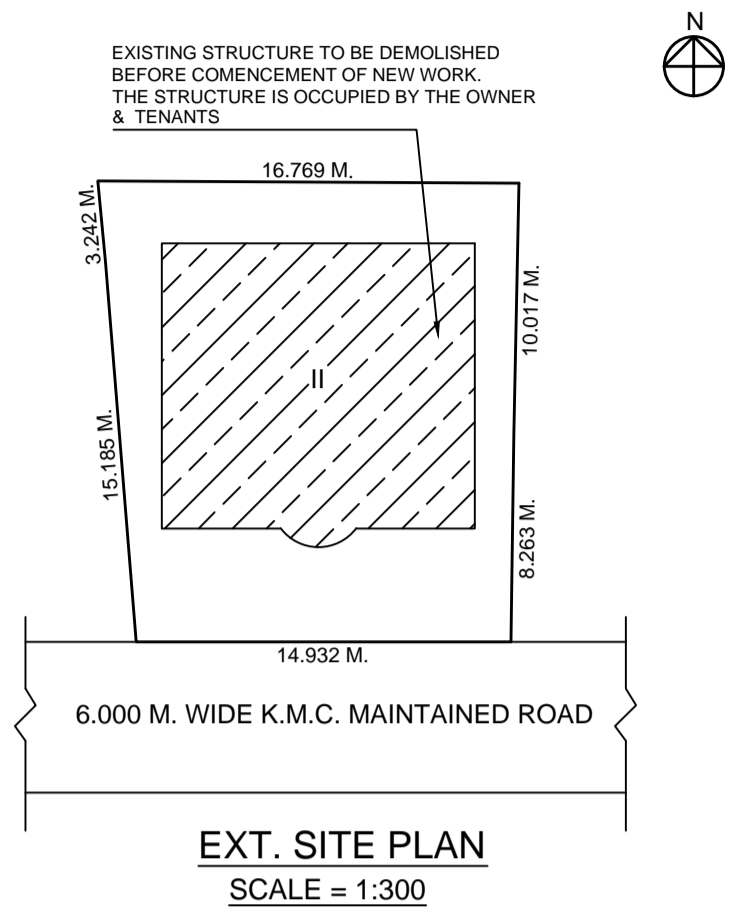 N
EXISTING STRUCTURE TO BE DEMOLISHED
BEFORE COMENCEMENT OF NEW WORK.
THE STRUCTURE IS OCCUPIED BY THE OWNER
& TENANTS
16.769 M.
3.242 M.
10.017 M.
II
15.185 M.
8.263 M.
14.932 M.
6.000 M. WIDE K.M.C. MAINTAINED ROAD
EXT. SITE PLAN
SCALE = 1:300